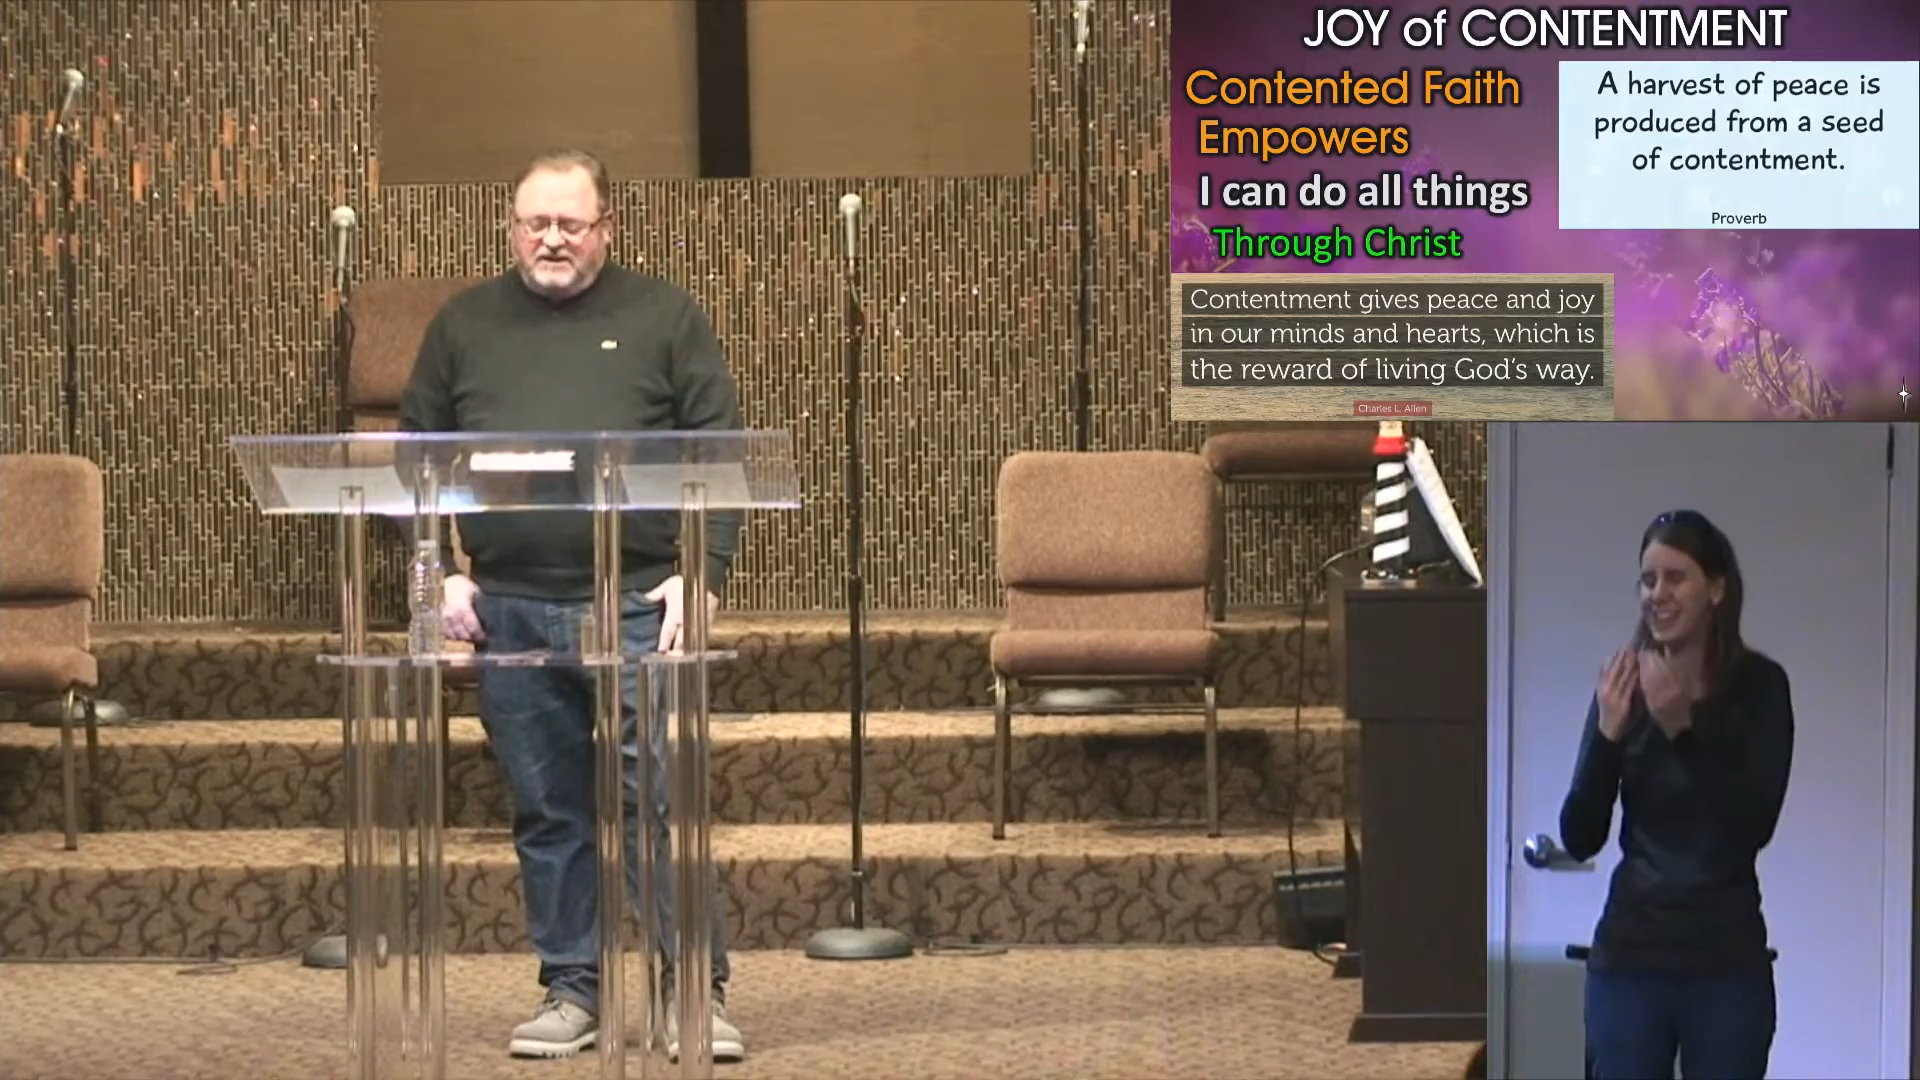 JOY of CONTENTMENT
Contented Faith
Empowers
I can do all things
Through Christ
A harvest of peace is
produced from a seed
of contentment.
Proverb
Contentment gives peace and joy
in our minds and hearts, which is
the reward of living God's way.
Charles L. Allen